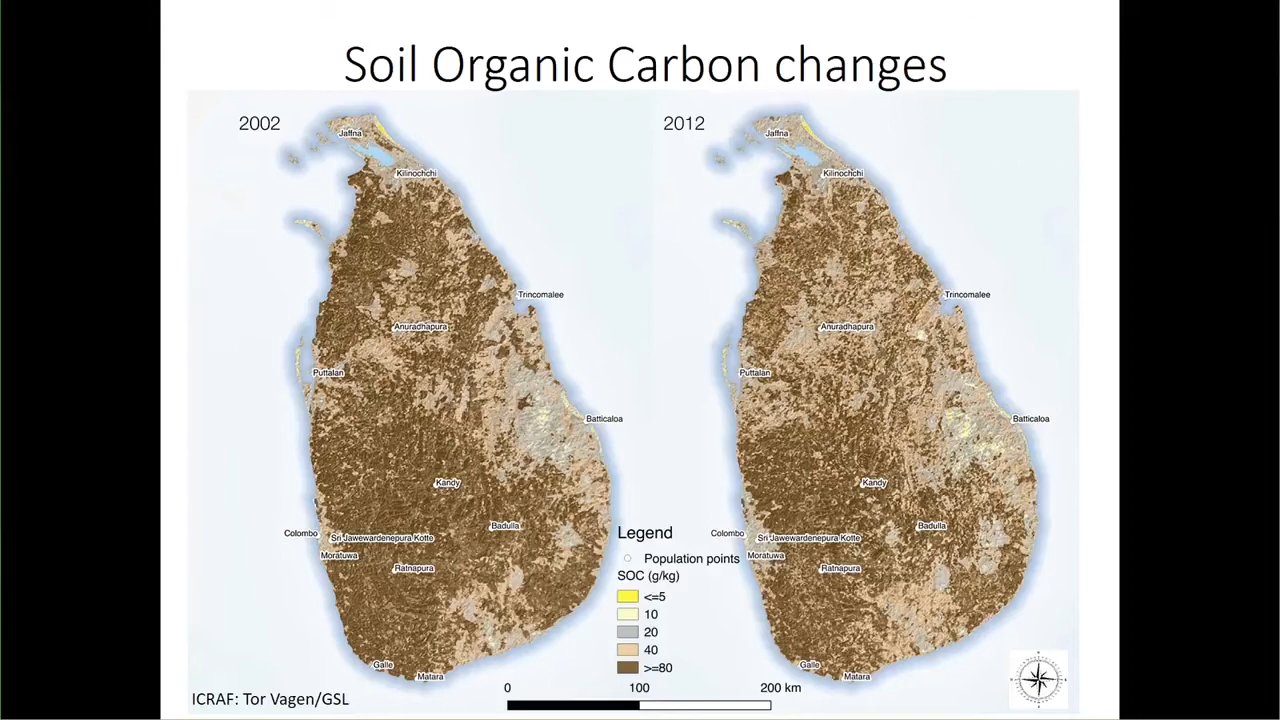 Soil Organic Carbon changes
2002
Jaffna
Kilinochchi
Trincomalee
Anuradhapura
Puttalan
Batticaloa
Kandy
Badulla
Colombo
Sri Jawewardenepura Kotte
Moratuwa
Ratnapura
Galle
Matara
2012
Jaffna
Kilinochchi
Trincomalee
Anuradhapura
Puttalan
Batticaloa
Kandy
Badulla
Colombo
Sri Jawewardenepura Kotte
Moratuwa
Ratnapura
Galle
Matara
Legend
Population points
SOC (g/kg)
<=5
10
20
40
>=80
0 100 200 km
ICRAF: Tor Vagen/GSL